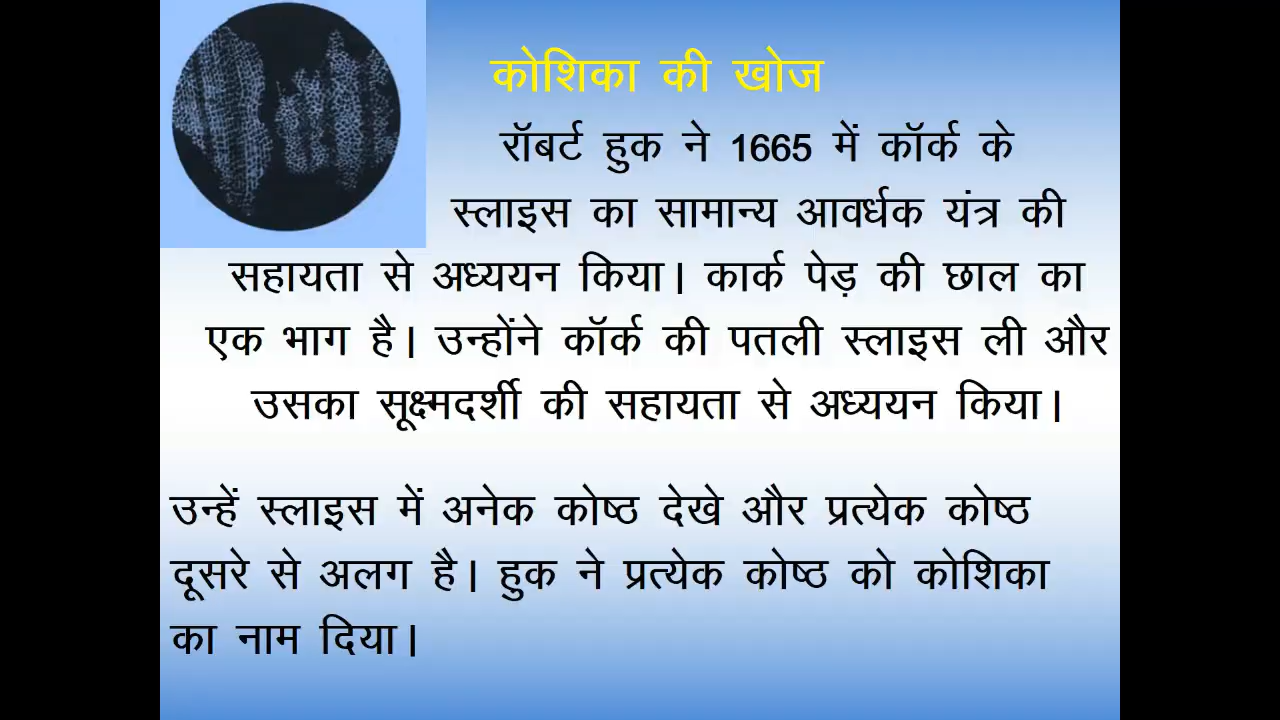 कोशिका की खोज
रॉबर्ट हुक ने 1665 में कॉर्क के
स्लाइस का सामान्य आवर्धक यंत्र की
सहायता से अध्ययन किया। कार्क पेड़ की छाल का
एक भाग है। उन्होंने कॉर्क की पतली स्लाइस ली और
उसका सूक्ष्मदर्शी की सहायता से अध्ययन किया।
उन्हें स्लाइस में अनेक कोष्ठ देखे और प्रत्येक कोष्ठ
दूसरे से अलग है। हुक ने प्रत्येक कोष्ठ को कोशिका
का नाम दिया।